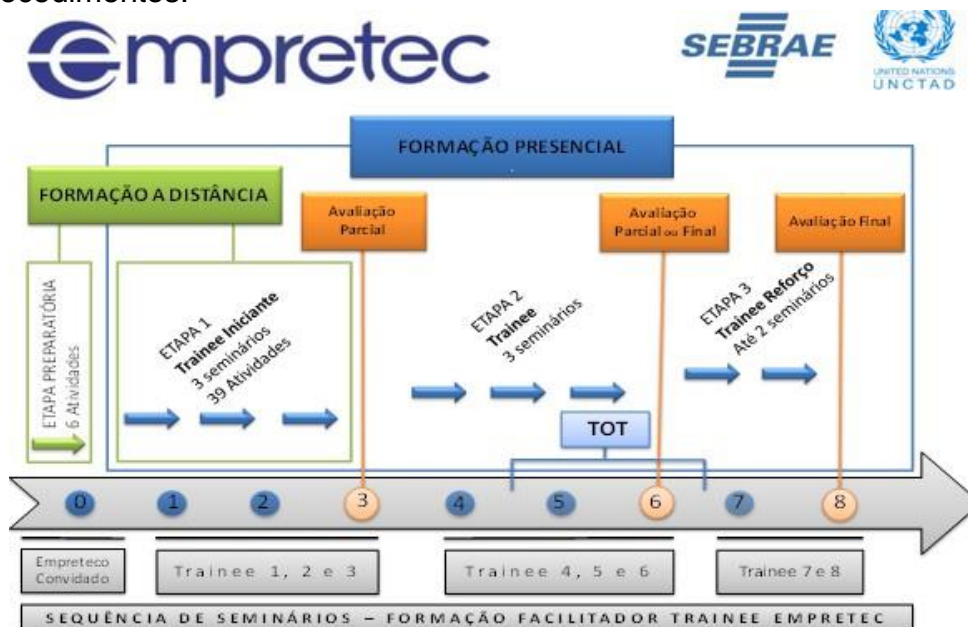 empretec
SEBRAE
UNITED NATIONS
UNCTAD
FORMAÇÃO PRESENCIAL
FORMAÇÃO A DISTÂNCIA
Avaliação
Parcial
Avaliação
Parcial ou Final
Avaliação Final
ETAPA PREPARATÓRIA
6 Atividades
ETAPA 1
Trainee Iniciante
3 seminários
39 Atividades
ETAPA 2
Trainee
3 seminários
ETAPA 3
Trainee Reforço
Até 2 seminários
TOT
0 1 2 3 4 5 6 7 8
Empreteco
Convidado
Trainee 1, 2 e 3
Trainee 4, 5 e 6
Trainee 7 e 8
SEQUÊNCIA DE SEMINÁRIOS – FORMAÇÃO FACILITADOR TRAINEE EMPRETEC